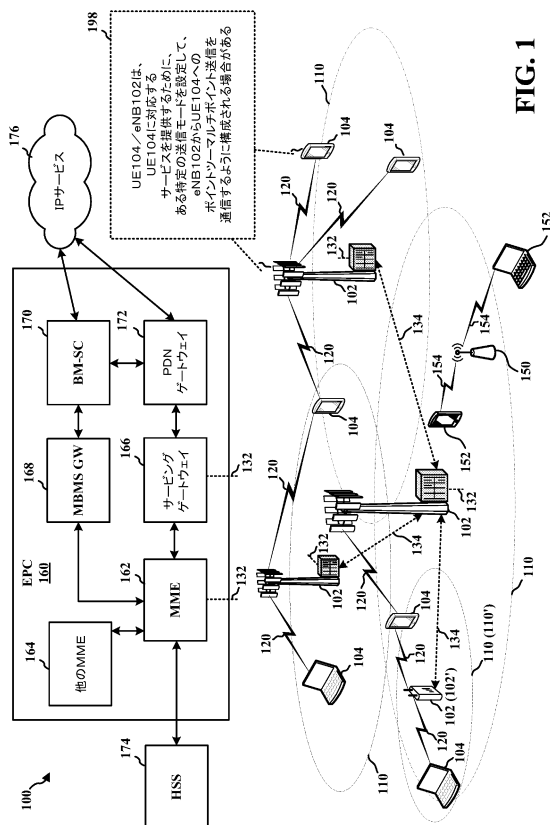 198
UE104／eNB102は、
UE104に対応する
サービスを提供するために、
ある特定の送信モードを設定して、
eNB102からUE104への
ポイントツーマルチポイント送信を
通信するように構成される場合がある
176
IPサービス
170
BM-SC
172
PDN
ゲートウェイ
168
MBMS GW
166
サービング
ゲートウェイ
132
EPC
160
162
MME
132
164
他のMME
174
HSS
100
110
104
120
104
120
132
102
120
104
134
152
154
150
154
152
120
132
102
134
132
102
120
104
110
120
104
120
134
110
110 (110')
102 (102')
120
104
FIG. 1